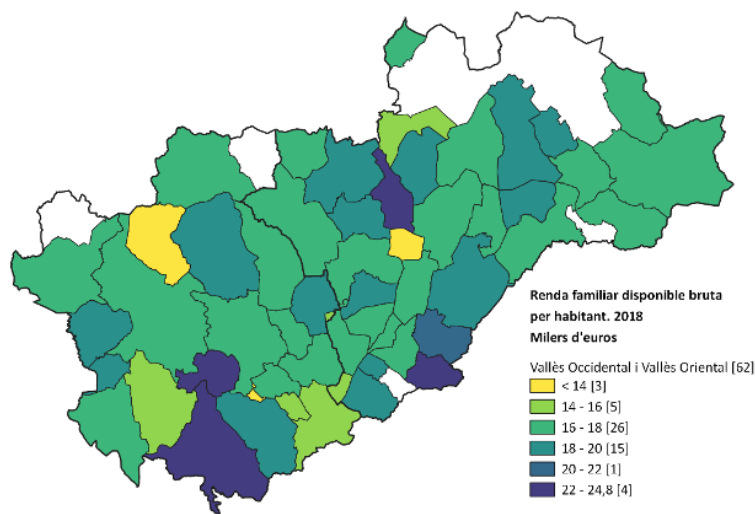 Renda familiar disponible bruta
per habitant. 2018
Milers d'euros
Vallès Occidental i Vallès Oriental [62]
< 14 [3]
14 - 16 [5]
16 - 18 [26]
18 - 20 [15]
20 - 22 [1]
22 - 24,8 [4]